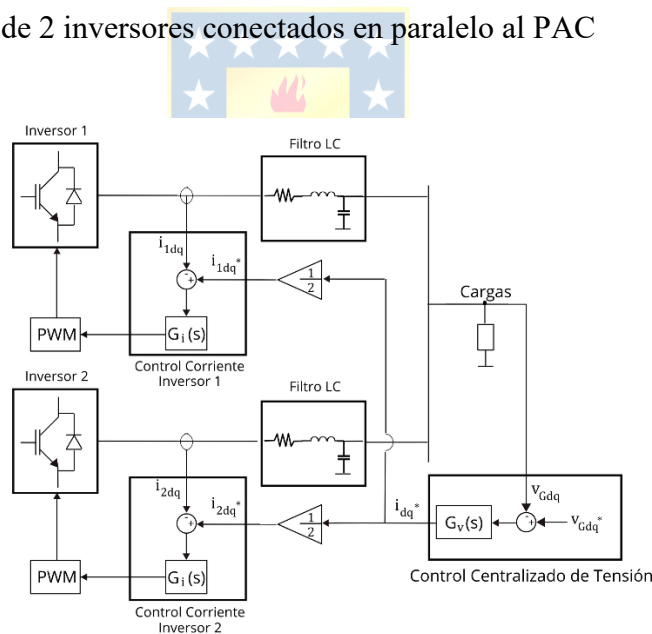 de 2 inversores conectados en paralelo al PAC
Inversor 1
Filtro LC
i1dq
i1dq*
1/2
- +
Gi(s)
PWM
Control Corriente
Inversor 1
Cargas
Inversor 2
Filtro LC
i2dq
i2dq*
1/2
- +
Gi(s)
PWM
Control Corriente
Inversor 2
idq*
vGdq
Gv(s)
- +
vGdq*
Control Centralizado de Tensión